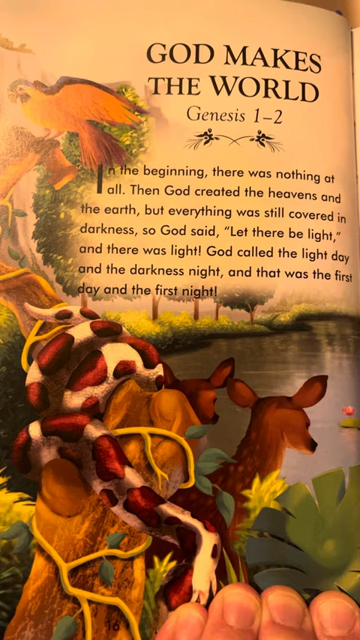 GOD MAKES
THE WORLD
Genesis 1–2
In the beginning, there was nothing at
all. Then God created the heavens and
the earth, but everything was still covered in
darkness, so God said, “Let there be light,”
and there was light! God called the light day
and the darkness night, and that was the first
day and the first night!
16